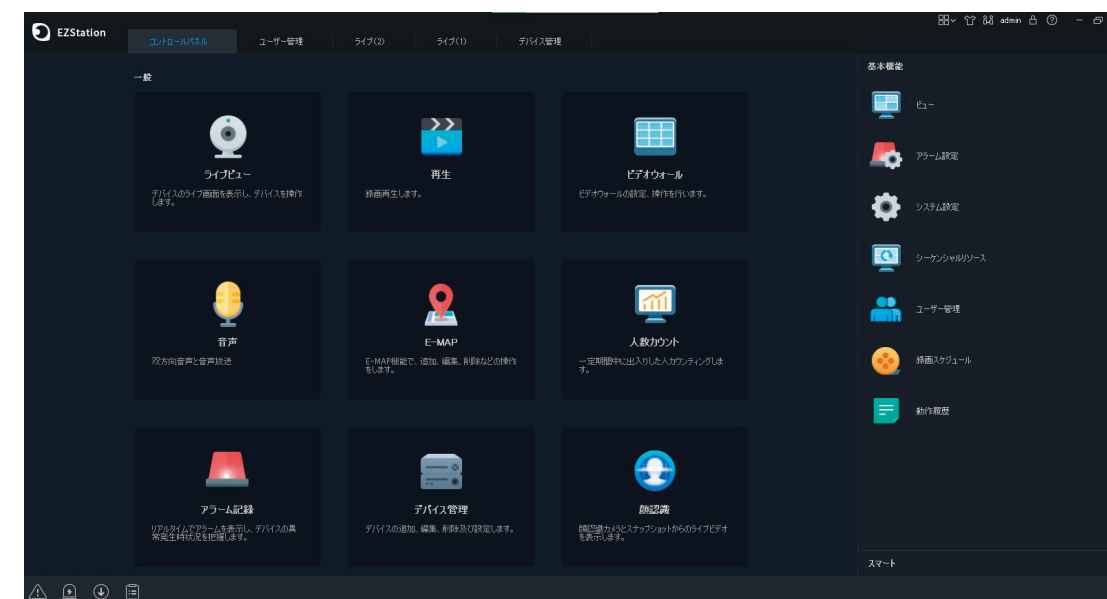 EZStation
コントロールパネル
ユーザー管理
ライブ(2)
ライブ(1)
デバイス管理
admin
一般
ライブビュー
デバイスのライブ画面を表示し、デバイスを操作
します。
再生
録画再生します。
ビデオウォール
ビデオウォールの設定、操作を行います。
音声
双方向音声と音声放送
E-MAP
E-MAP機能で、追加、編集、削除などの操作
をします。
人数カウント
一定期間中に出入りした人カウンティングしま
す。
アラーム記録
リアルタイムでアラームを表示し、デバイスの異
常発生時状況を把握します。
デバイス管理
デバイスの追加、編集、削除及び設定します。
顔認識
顔認識カメラとスナップショットからのライブビデオ
を表示します。
基本機能
ビュー
アラーム設定
システム設定
シーケンシャルリソース
ユーザー管理
録画スケジュール
動作履歴
スマート